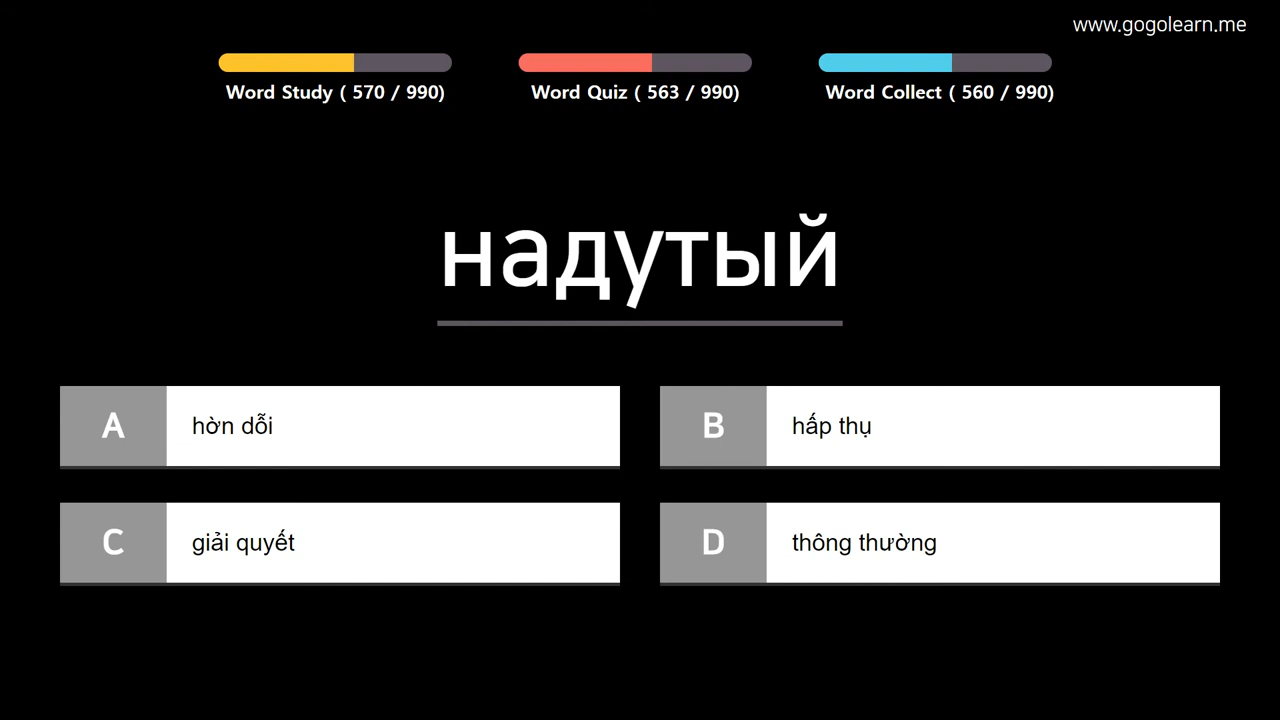 www.gogolearn.me
Word Study ( 570 / 990)
Word Quiz ( 563 / 990)
Word Collect ( 560 / 990)
надутый
A hờn dỗi
B hấp thụ
C giải quyết
D thông thường